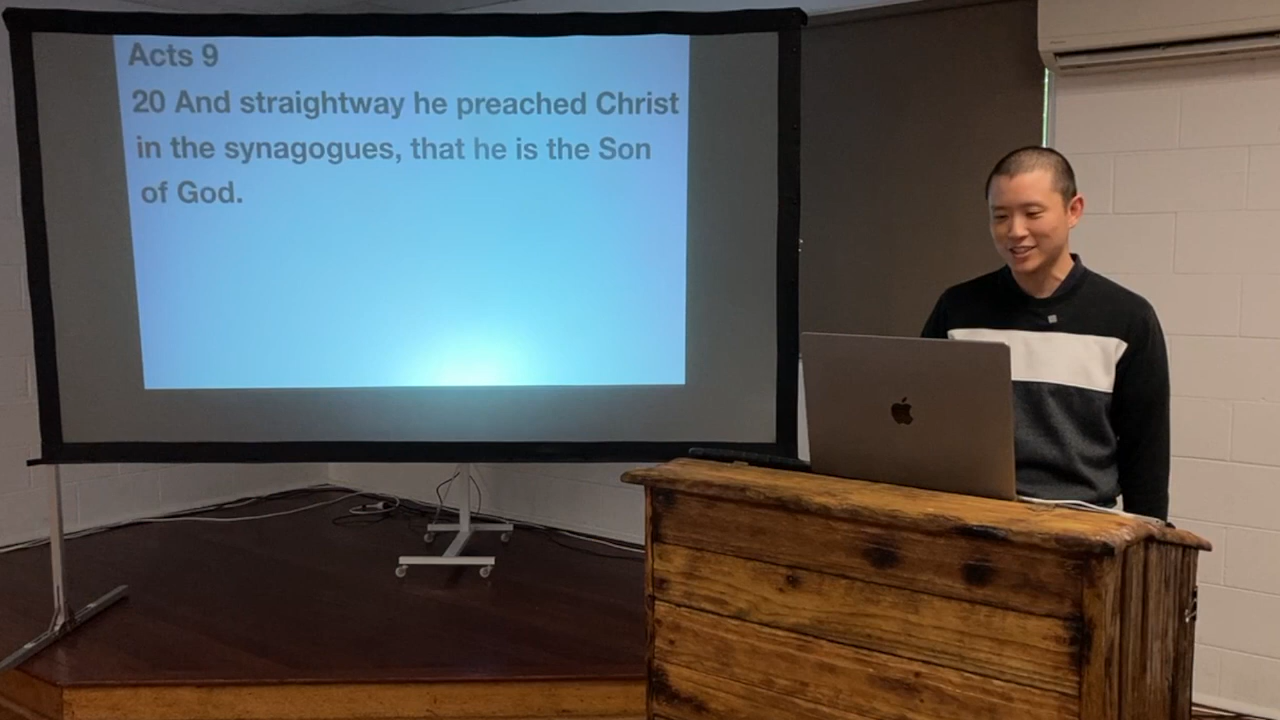 Acts 9
20 And straightway he preached Christ
in the synagogues, that he is the Son
of God.